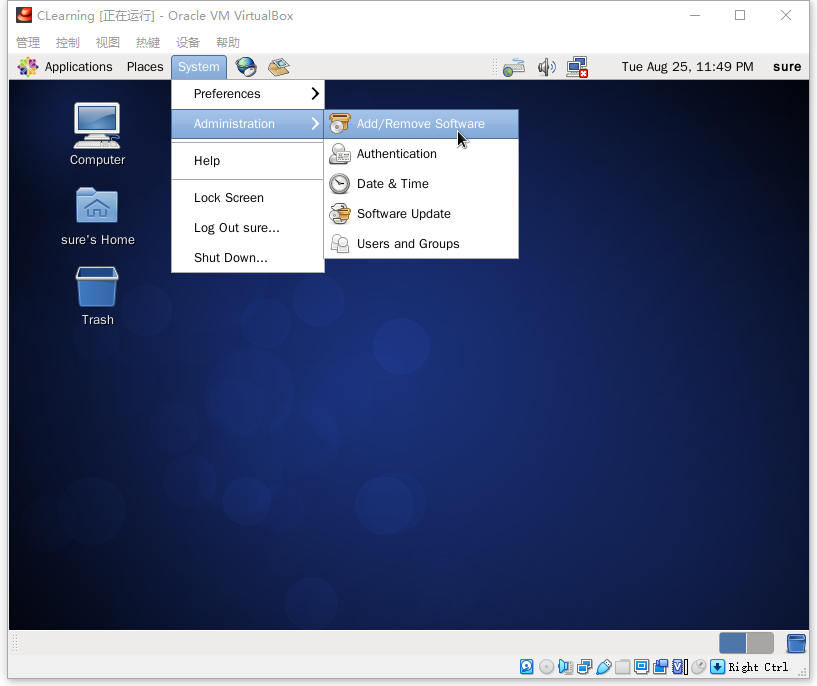 CLearning [正在运行] - Oracle VM VirtualBox
管理 控制 视图 热键 设备 帮助
Applications Places System Tue Aug 25, 11:49 PM sure
Preferences
Administration
Help
Lock Screen
Log Out sure...
Shut Down...
Add/Remove Software
Authentication
Date & Time
Software Update
Users and Groups
Computer
sure's Home
Trash
Right Ctrl